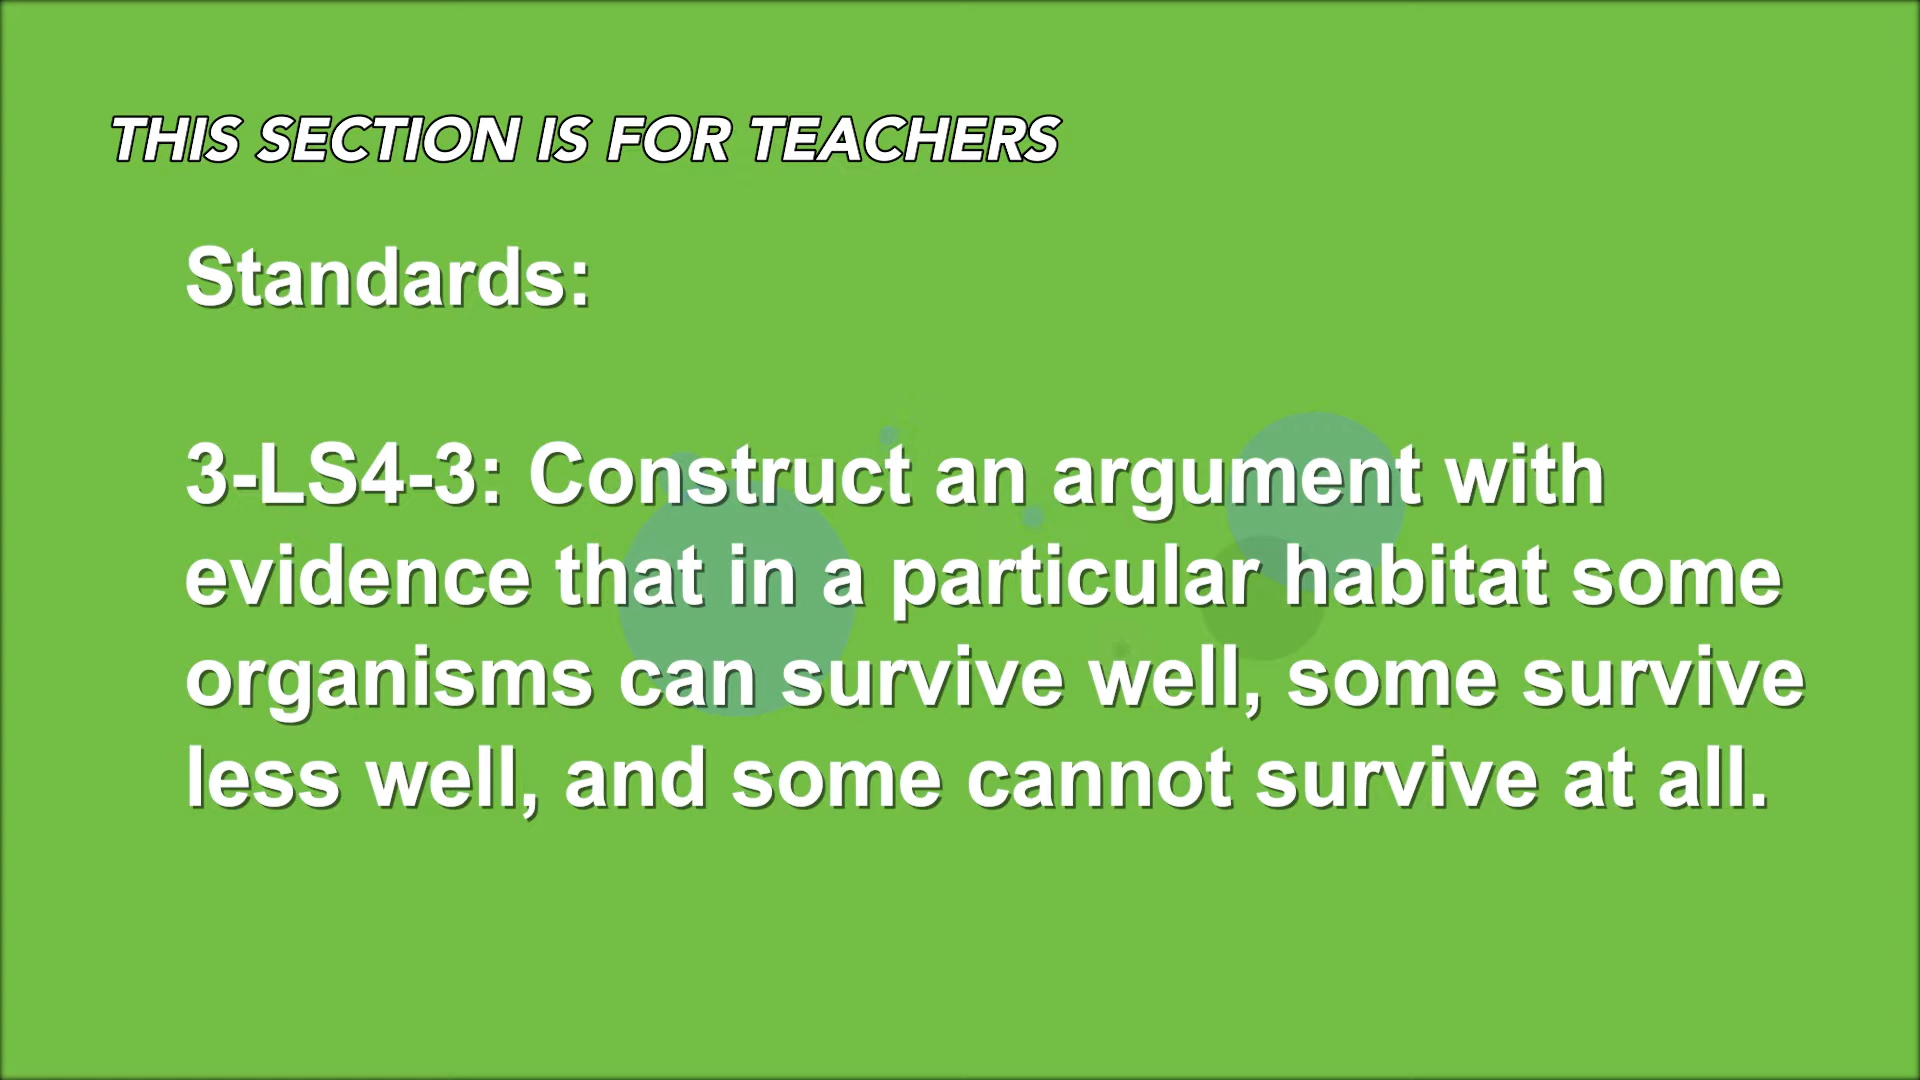 THIS SECTION IS FOR TEACHERS
Standards:
3-LS4-3: Construct an argument with
evidence that in a particular habitat some
organisms can survive well, some survive
less well, and some cannot survive at all.